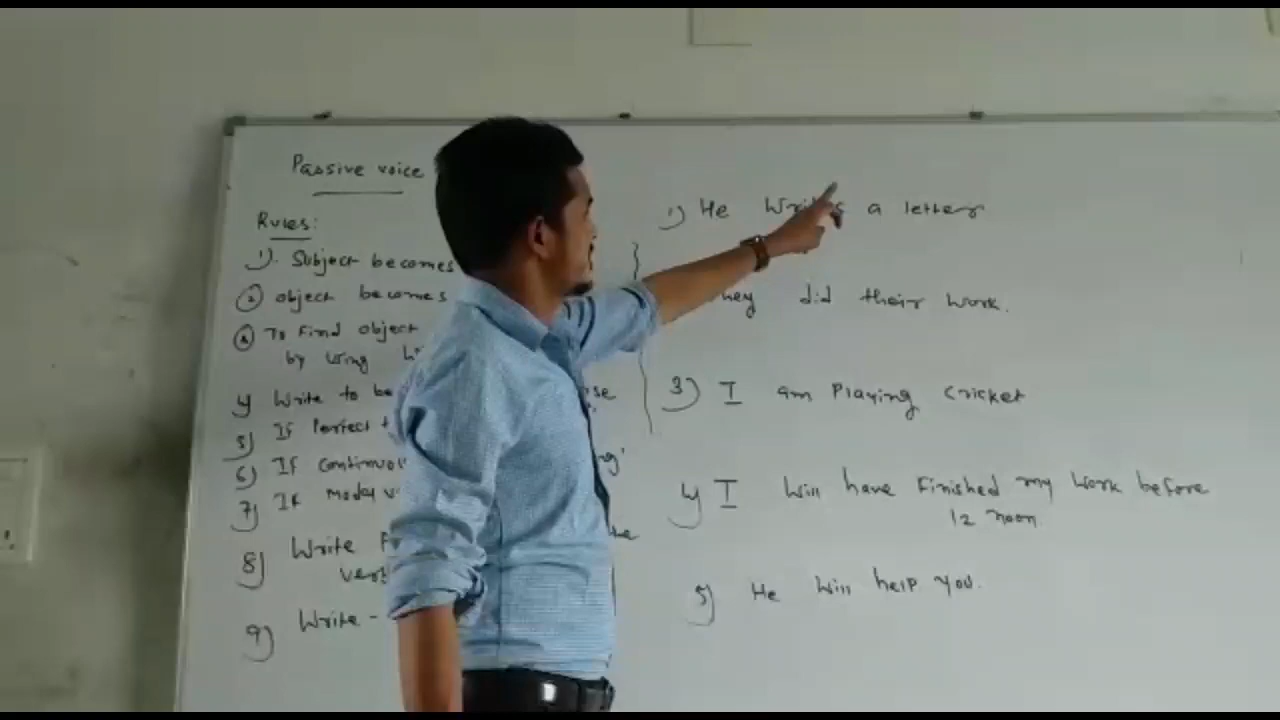 Passive voice
Rules:
1). Subject becomes
② object becomes
To Find object
by using
4) Write to be
5) If Perfect
6) If continuous
7) If modal
8) Write
9) Write -
1) He writes a letter
they did their work.
3) I am Playing cricket
4) I will have Finished my work before
12 noon
5) He will help you.